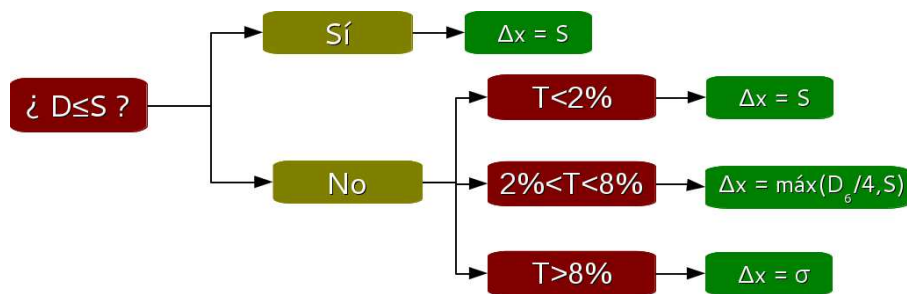 ¿ D≤S ?
Sí
Δx = S
No
T<2%
Δx = S
2%<T<8%
Δx = máx(D₆/4,S)
T>8%
Δx = σ